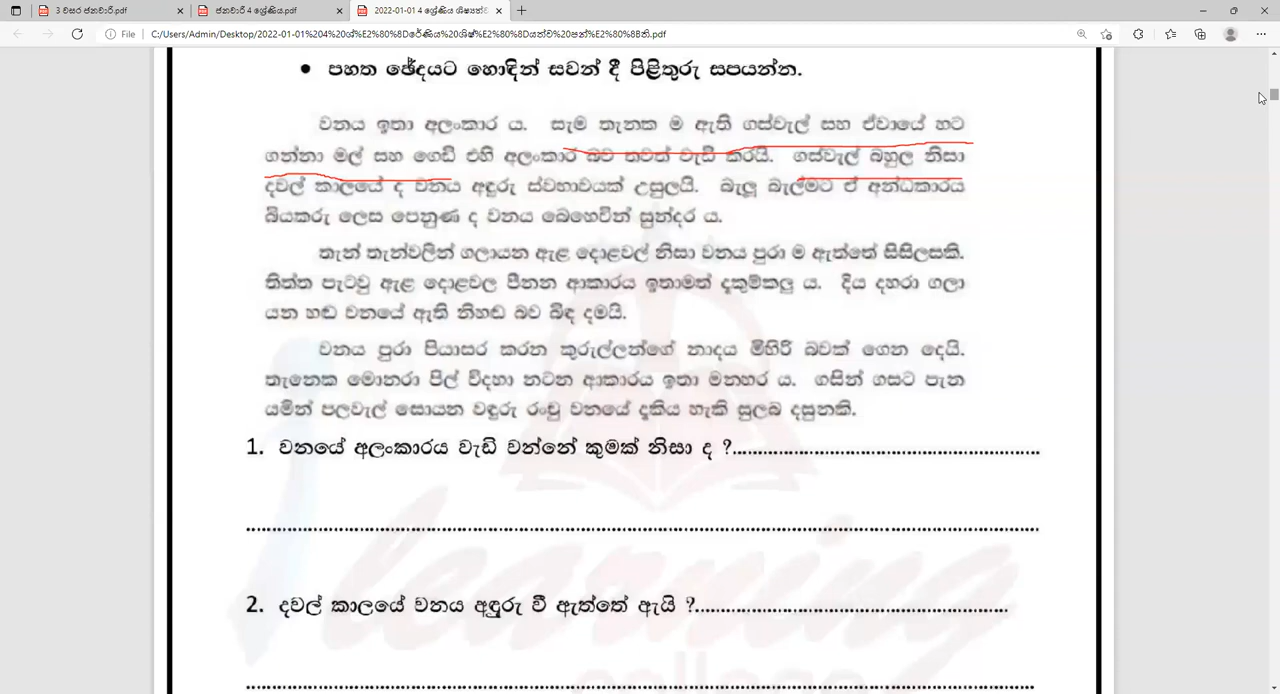 3 වසර ජනවාරි.pdf
ජනවාරි 4 ශ්‍රේණිය.pdf
2022-01-01 4 ශ්‍රේණිය ශිෂ්‍යත්ව
File
C:/Users/Admin/Desktop/2022-01-01%204%20ශ්%E2%80%8Dරේණිය%20ශිෂ්%E2%80%8Dයත්ව%20පන්%E2%80%8Bති.pdf
• පහත ඡේදයට හොඳින් සවන් දී පිළිතුරු සපයන්න.
වනය ඉතා අලංකාර ය. සැම තැනක ම ඇති ගස්වැල් සහ ඒවායේ හට
ගන්නා මල් සහ ගෙඩි එහි අලංකාර බව තවත් වැඩි කරයි. ගස්වැල් බහුල නිසා
දවල් කාලයේ ද වනය අඳුරු ස්වභාවයක් උසුලයි. බැලූ බැල්මට ඒ අන්ධකාරය
බියකරු ලෙස පෙනුණ ද වනය බෙහෙවින් සුන්දර ය.
තැන් තැන්වලින් ගලායන ඇළ දොළවල් නිසා වනය පුරා ම ඇත්තේ සිසිලසකි.
තිත්ත පැටවු ඇළ දොළවල පීනන ආකාරය ඉතාමත් දැකුම්කලු ය. දිය දහරා ගලා
යන හඬ වනයේ ඇති නිහඬ බව බිඳ දමයි.
වනය පුරා පියාසර කරන කුරුල්ලන්ගේ නාදය මිහිරි බවක් ගෙන දෙයි.
තැනෙක මොනරා පිල් විදහා නටන ආකාරය ඉතා මනහර ය. ගසින් ගසට පැන
යමින් පලවැල් සොයන වඳුරු රංචු වනයේ දැකිය හැකි සුලබ දසුනකි.
1. වනයේ අලංකාරය වැඩි වන්නේ කුමක් නිසා ද ?
2. දවල් කාලයේ වනය අඳුරු වී ඇත්තේ ඇයි ?
learning
college